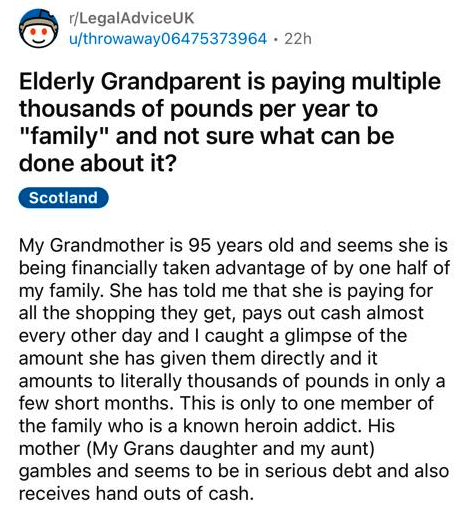 r/LegalAdviceUK
u/throwaway06475373964 • 22h
Elderly Grandparent is paying multiple
thousands of pounds per year to
"family" and not sure what can be
done about it?
Scotland
My Grandmother is 95 years old and seems she is
being financially taken advantage of by one half of
my family. She has told me that she is paying for
all the shopping they get, pays out cash almost
every other day and I caught a glimpse of the
amount she has given them directly and it
amounts to literally thousands of pounds in only a
few short months. This is only to one member of
the family who is a known heroin addict. His
mother (My Grans daughter and my aunt)
gambles and seems to be in serious debt and also
receives hand outs of cash.